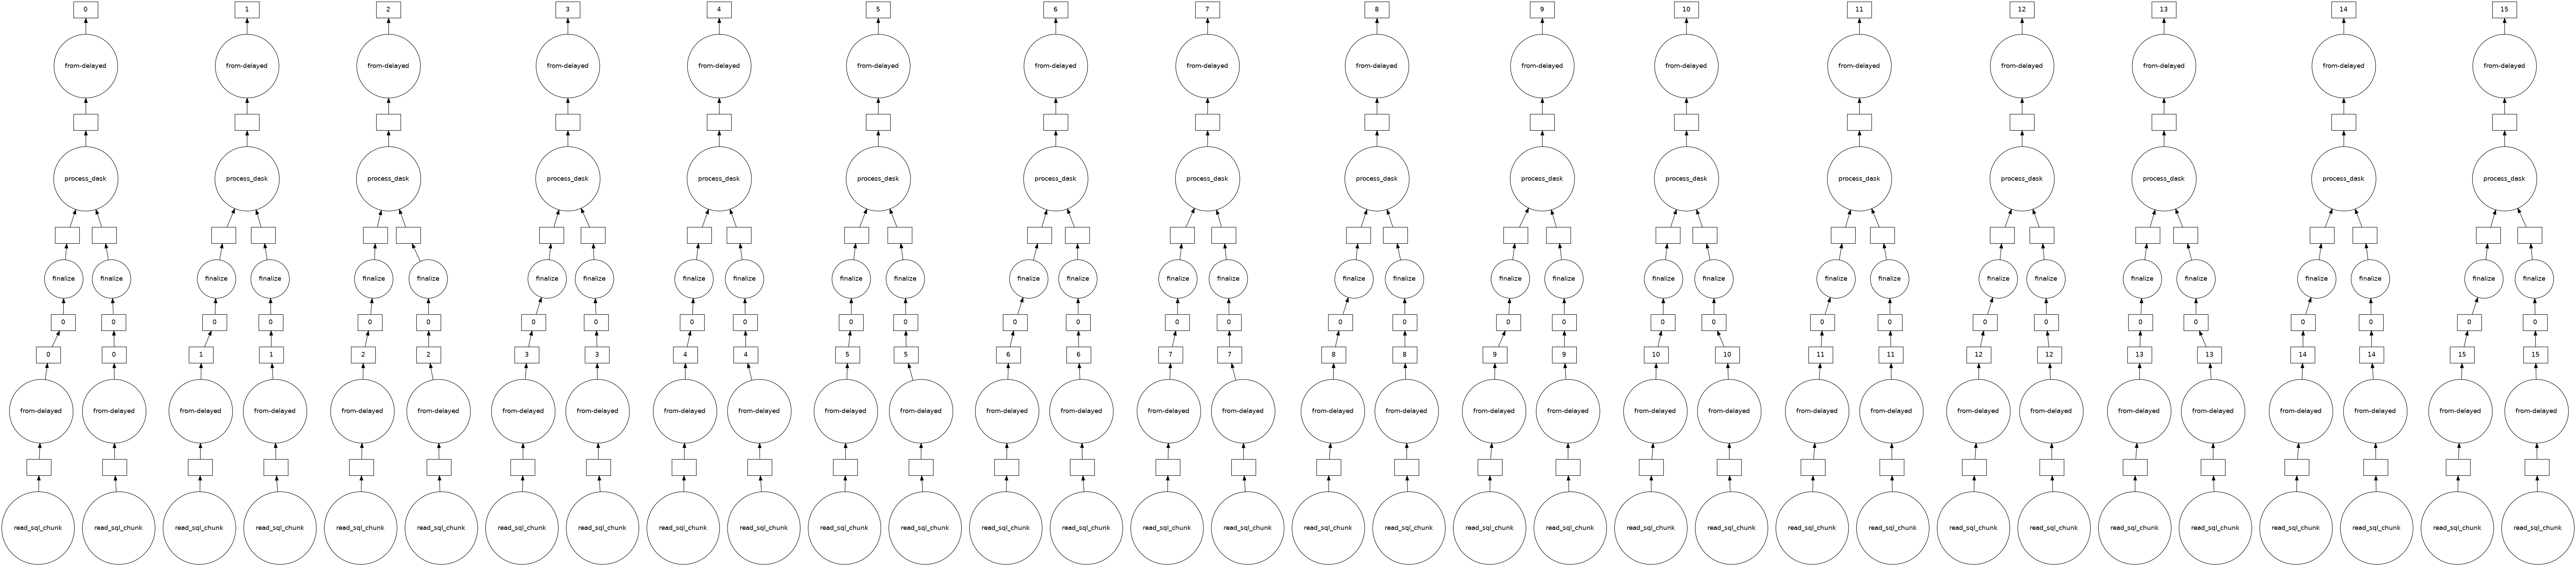 0 1 2 3 4 5 6 7 8 9 10 11 12 13 14 15
from-delayed from-delayed from-delayed from-delayed from-delayed from-delayed from-delayed from-delayed from-delayed from-delayed from-delayed from-delayed from-delayed from-delayed from-delayed from-delayed
process_dask process_dask process_dask process_dask process_dask process_dask process_dask process_dask process_dask process_dask process_dask process_dask process_dask process_dask process_dask process_dask
finalize finalize finalize finalize finalize finalize finalize finalize finalize finalize finalize finalize finalize finalize finalize finalize finalize finalize finalize finalize finalize finalize finalize finalize finalize finalize finalize finalize finalize finalize finalize finalize
0 0 0 0 0 0 0 0 0 0 0 0 0 0 0 0 0 0 0 0 0 0 0 0 0 0 0 0 0 0 0 0
0 0 1 1 2 2 3 3 4 4 5 5 6 6 7 7 8 8 9 9 10 10 11 11 12 12 13 13 14 14 15 15
from-delayed from-delayed from-delayed from-delayed from-delayed from-delayed from-delayed from-delayed from-delayed from-delayed from-delayed from-delayed from-delayed from-delayed from-delayed from-delayed from-delayed from-delayed from-delayed from-delayed from-delayed from-delayed from-delayed from-delayed from-delayed from-delayed from-delayed from-delayed from-delayed from-delayed from-delayed from-delayed
read_sql_chunk read_sql_chunk read_sql_chunk read_sql_chunk read_sql_chunk read_sql_chunk read_sql_chunk read_sql_chunk read_sql_chunk read_sql_chunk read_sql_chunk read_sql_chunk read_sql_chunk read_sql_chunk read_sql_chunk read_sql_chunk read_sql_chunk read_sql_chunk read_sql_chunk read_sql_chunk read_sql_chunk read_sql_chunk read_sql_chunk read_sql_chunk read_sql_chunk read_sql_chunk read_sql_chunk read_sql_chunk read_sql_chunk read_sql_chunk read_sql_chunk read_sql_chunk